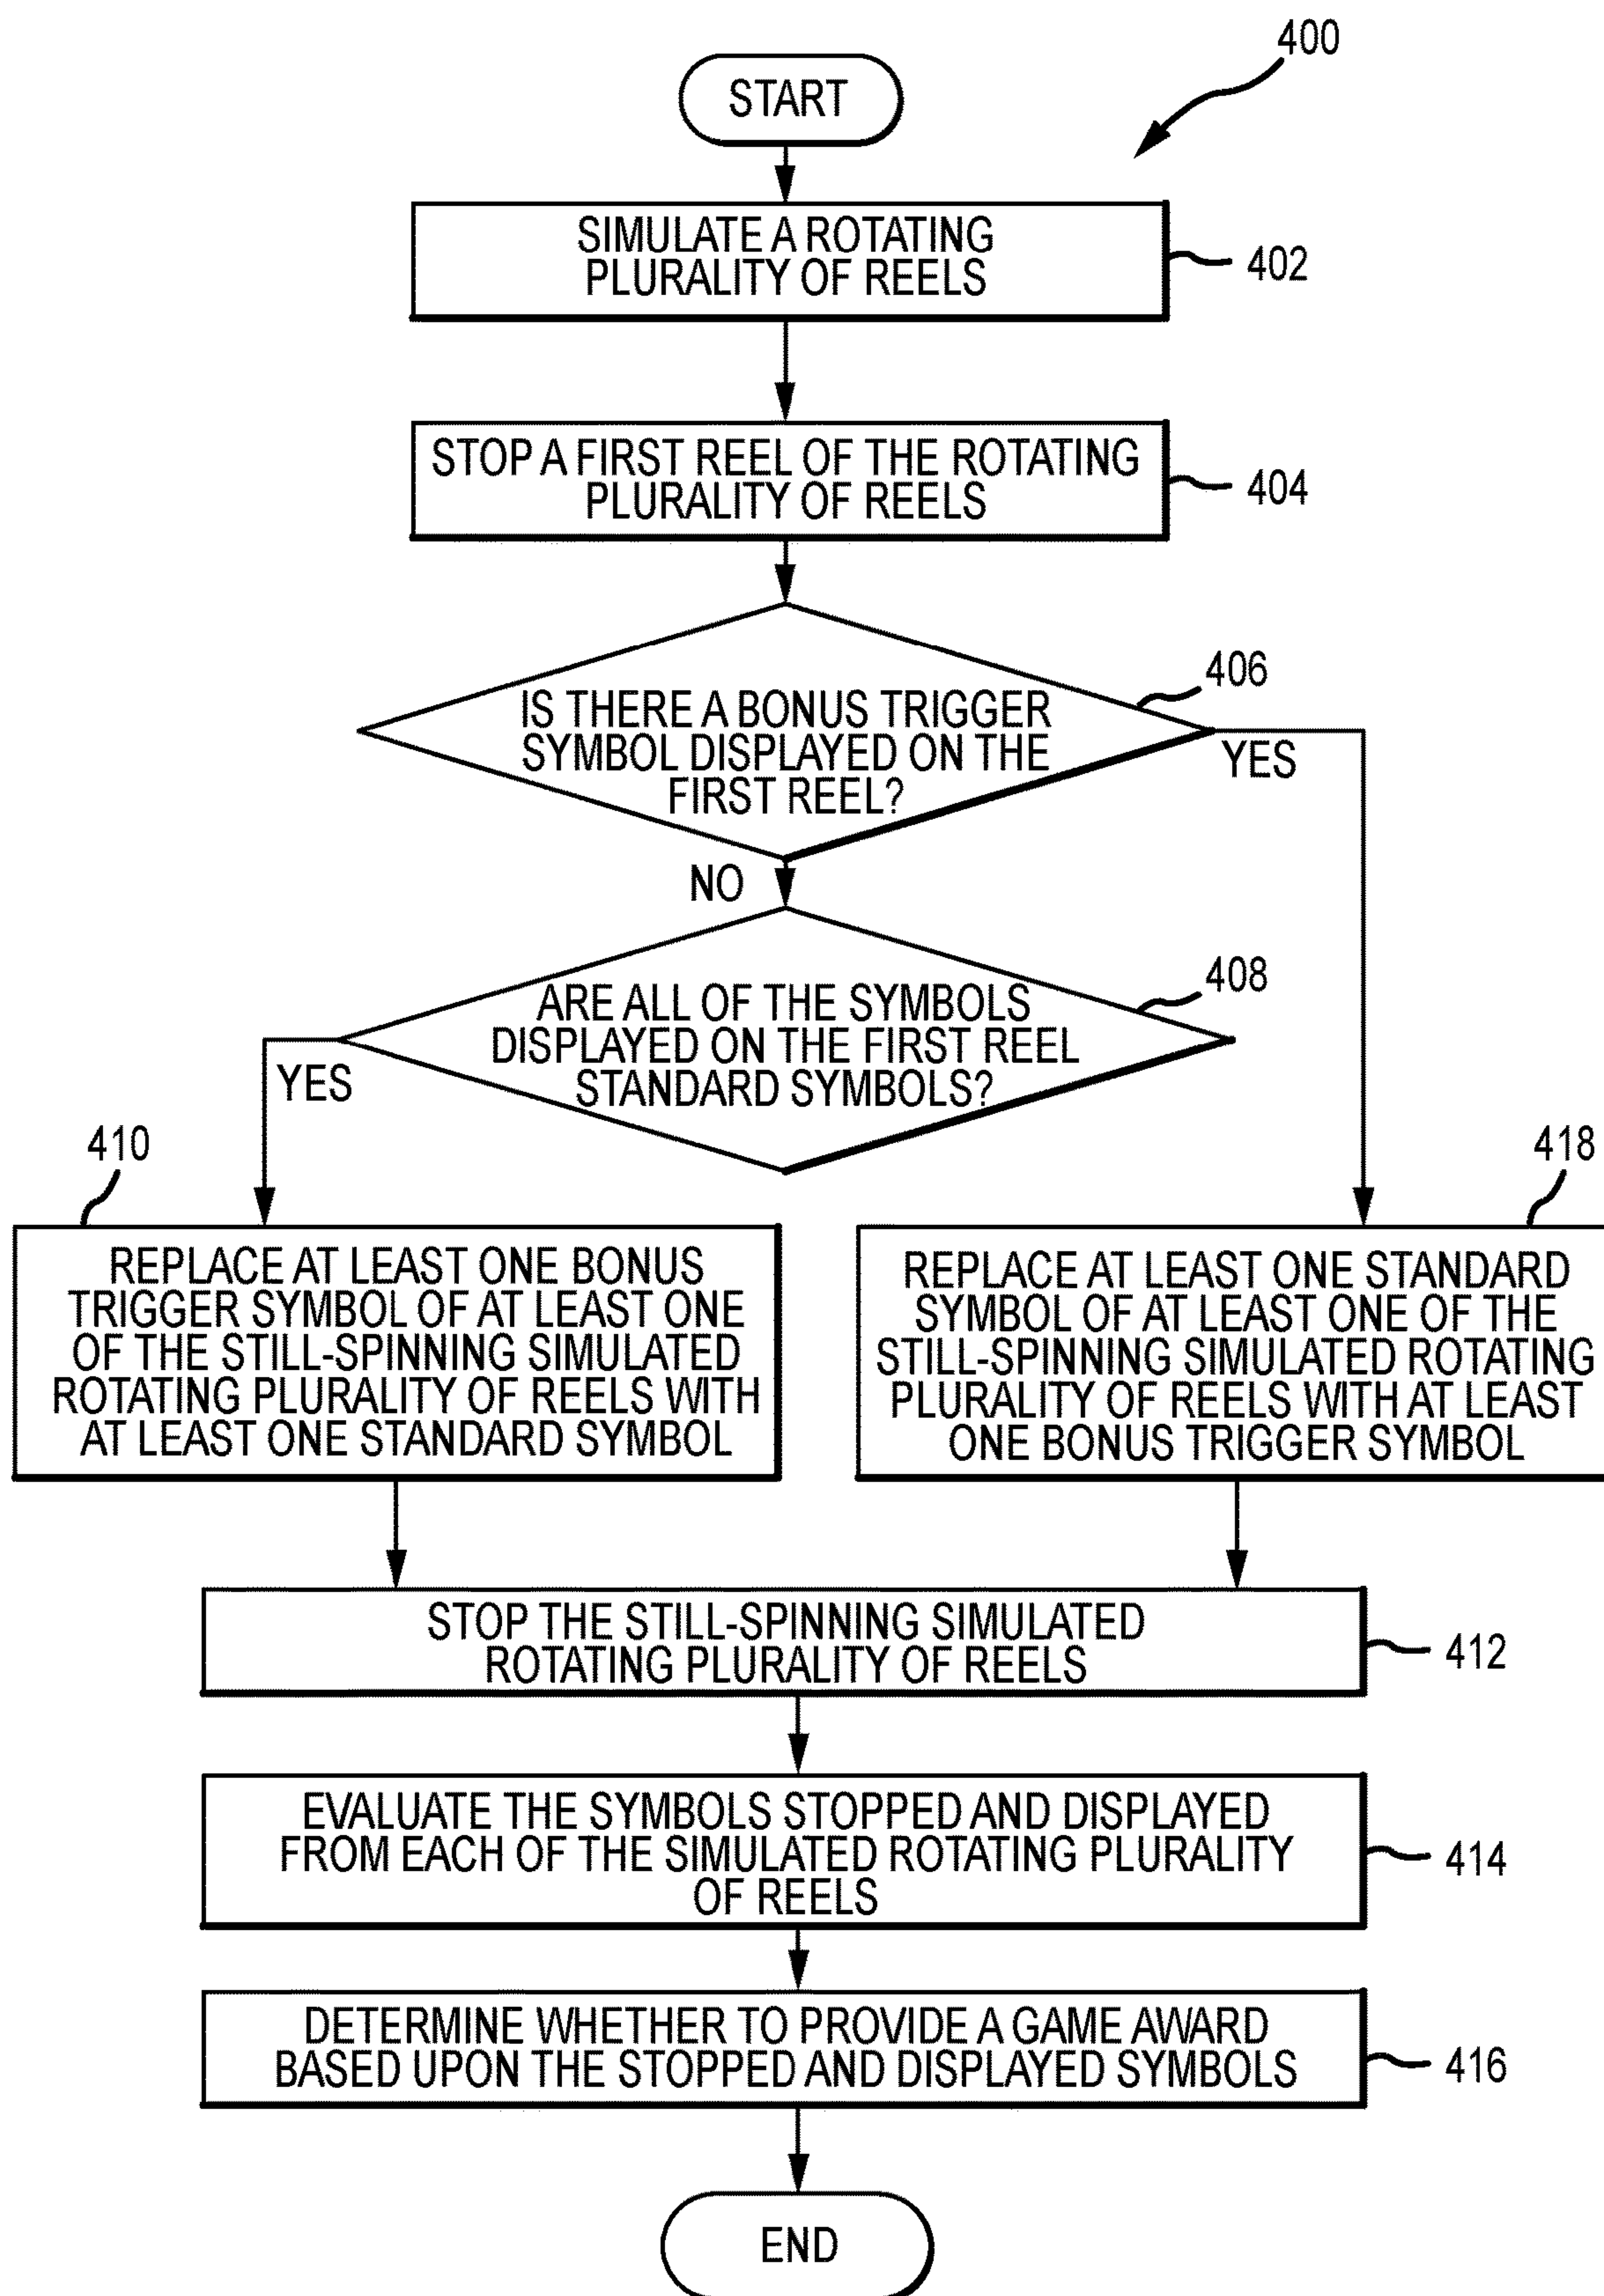 400
START
SIMULATE A ROTATING
PLURALITY OF REELS
402
STOP A FIRST REEL OF THE ROTATING
PLURALITY OF REELS
404
406
IS THERE A BONUS TRIGGER
SYMBOL DISPLAYED ON THE
FIRST REEL?
YES
NO
408
ARE ALL OF THE SYMBOLS
DISPLAYED ON THE FIRST REEL
STANDARD SYMBOLS?
YES
410
REPLACE AT LEAST ONE BONUS
TRIGGER SYMBOL OF AT LEAST ONE
OF THE STILL-SPINNING SIMULATED
ROTATING PLURALITY OF REELS WITH
AT LEAST ONE STANDARD SYMBOL
418
REPLACE AT LEAST ONE STANDARD
SYMBOL OF AT LEAST ONE OF THE
STILL-SPINNING SIMULATED ROTATING
PLURALITY OF REELS WITH AT LEAST
ONE BONUS TRIGGER SYMBOL
STOP THE STILL-SPINNING SIMULATED
ROTATING PLURALITY OF REELS
412
EVALUATE THE SYMBOLS STOPPED AND DISPLAYED
FROM EACH OF THE SIMULATED ROTATING PLURALITY
OF REELS
414
DETERMINE WHETHER TO PROVIDE A GAME AWARD
BASED UPON THE STOPPED AND DISPLAYED SYMBOLS
416
END